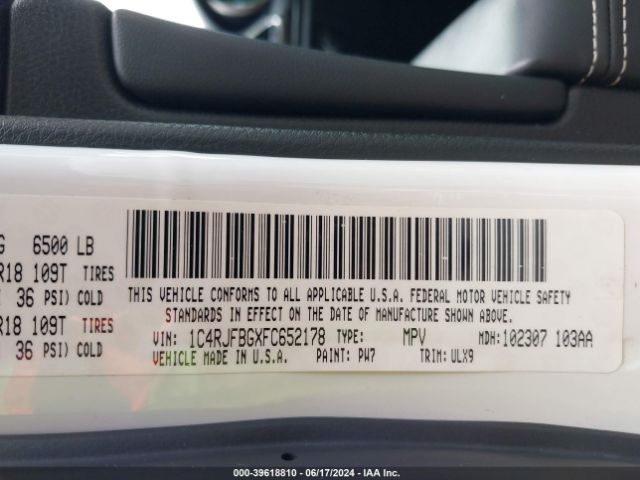 G 6500 LB
R18 109T TIRES
36 PSI) COLD
R18 109T TIRES
36 PSI) COLD
THIS VEHICLE CONFORMS TO ALL APPLICABLE U.S.A. FEDERAL MOTOR VEHICLE SAFETY
STANDARDS IN EFFECT ON THE DATE OF MANUFACTURE SHOWN ABOVE.
VIN: 1C4RJFBGXFC652178 TYPE: MPV MDH:102307 103AA
VEHICLE MADE IN U.S.A. PAINT: PW7 TRIM: ULX9
000-39618810 - 06/17/2024 - IAA Inc.